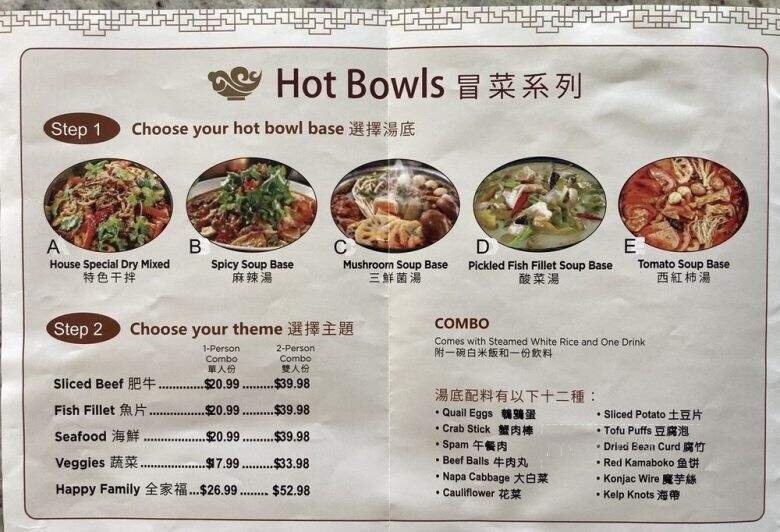 Hot Bowls 冒菜系列
Step 1 Choose your hot bowl base 選擇湯底
A
House Special Dry Mixed
特色干拌
B
Spicy Soup Base
麻辣湯
C
Mushroom Soup Base
三鮮菌湯
D
Pickled Fish Fillet Soup Base
酸菜湯
E
Tomato Soup Base
西紅柿湯
Step 2 Choose your theme 選擇主題
1-Person Combo 單人份
2-Person Combo 雙人份
Sliced Beef 肥牛 ............$20.99 .......$39.98
Fish Fillet 魚片 ..............$20.99 .......$39.98
Seafood 海鮮 ................$20.99 .......$39.98
Veggies 蔬菜 ................$17.99 .......$33.98
Happy Family 全家福...$26.99 ........ $52.98
COMBO
Comes with Steamed White Rice and One Drink
附一碗白米飯和一份飲料
湯底配料有以下十二種：
• Quail Eggs 鵪鶉蛋
• Crab Stick 蟹肉棒
• Spam 午餐肉
• Beef Balls 牛肉丸
• Napa Cabbage 大白菜
• Cauliflower 花菜
• Sliced Potato 土豆片
• Tofu Puffs 豆腐泡
• Dried Bean Curd 腐竹
• Red Kamaboko 鱼饼
• Konjac Wire 魔芋絲
• Kelp Knots 海帶